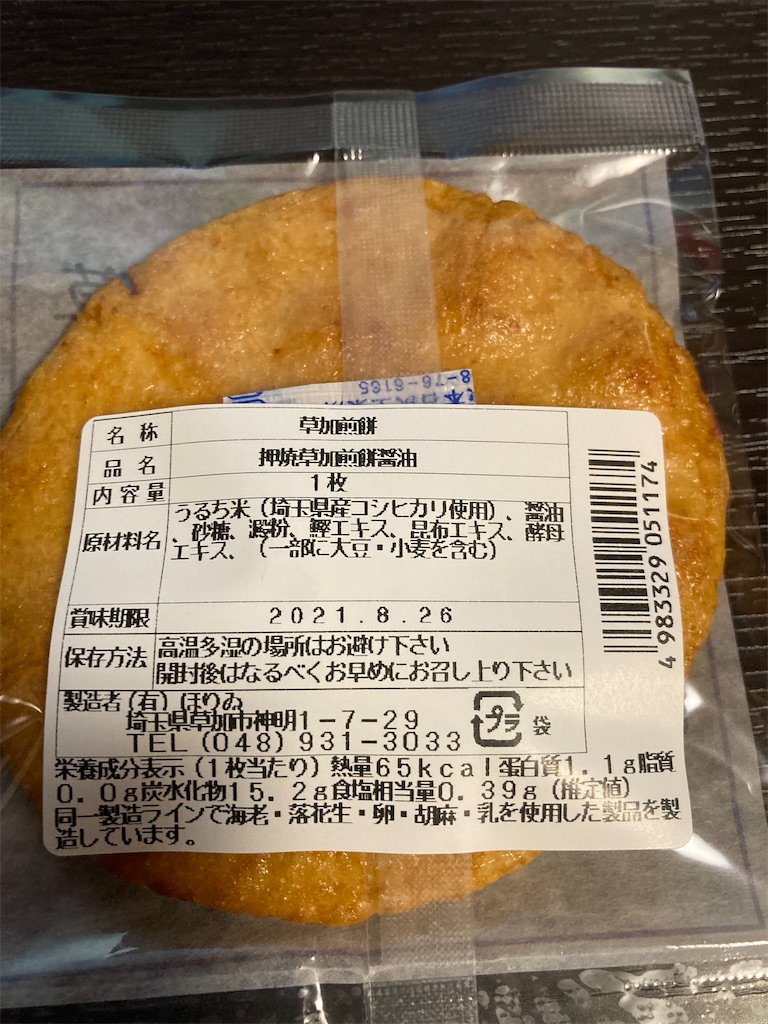 草
8-76-6165
名称 草加煎餅
品名 押焼草加煎餅醤油
内容量 1枚
原材料名 うるち米（埼玉県産コシヒカリ使用）、醤油
、砂糖、澱粉、鰹エキス、昆布エキス、酵母
エキス、（一部に大豆・小麦を含む）
賞味期限 2021.8.26
保存方法 高温多湿の場所はお避け下さい
開封後はなるべくお早めにお召し上り下さい
製造者（有）ほりゐ
埼玉県草加市神明1-7-29
TEL（048）931-3033
プラ
袋
栄養成分表示（1枚当たり）熱量65kcal蛋白質1.1g脂質
0.0g炭水化物15.2g食塩相当量0.39g（推定値）
同一製造ラインで海老・落花生・卵・胡麻・乳を使用した製品を製
造しています。
4 983329 051174